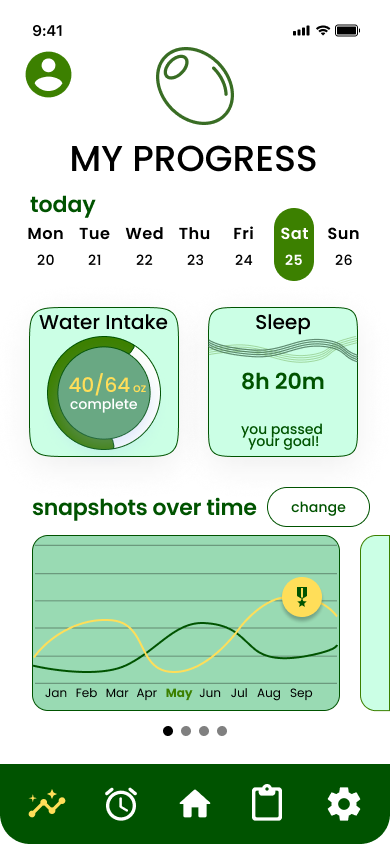 9:41
MY PROGRESS
today
Mon Tue Wed Thu Fri Sat Sun
20 21 22 23 24 25 26
Water Intake
40/64 oz
complete
Sleep
8h 20m
you passed
your goal!
snapshots over time
change
Jan Feb Mar Apr May Jun Jul Aug Sep